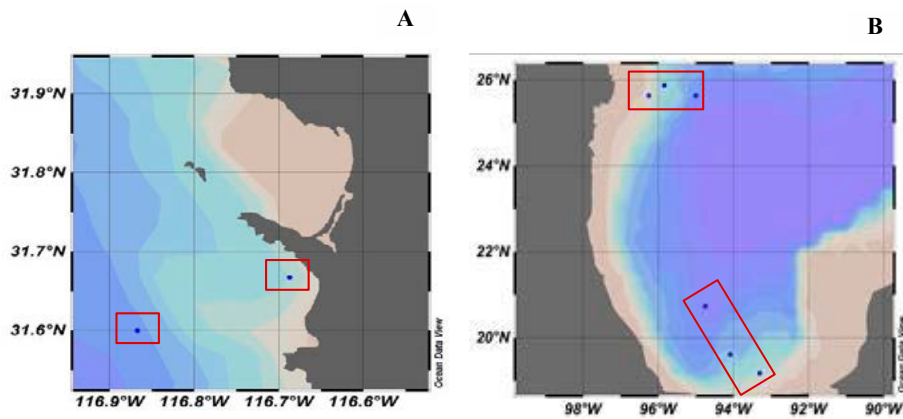 A
B
31.9°N
31.8°N
31.7°N
31.6°N
116.9°W 116.8°W 116.7°W 116.6°W
Ocean Data View
26°N
24°N
22°N
20°N
98°W 96°W 94°W 92°W 90°W
Ocean Data View